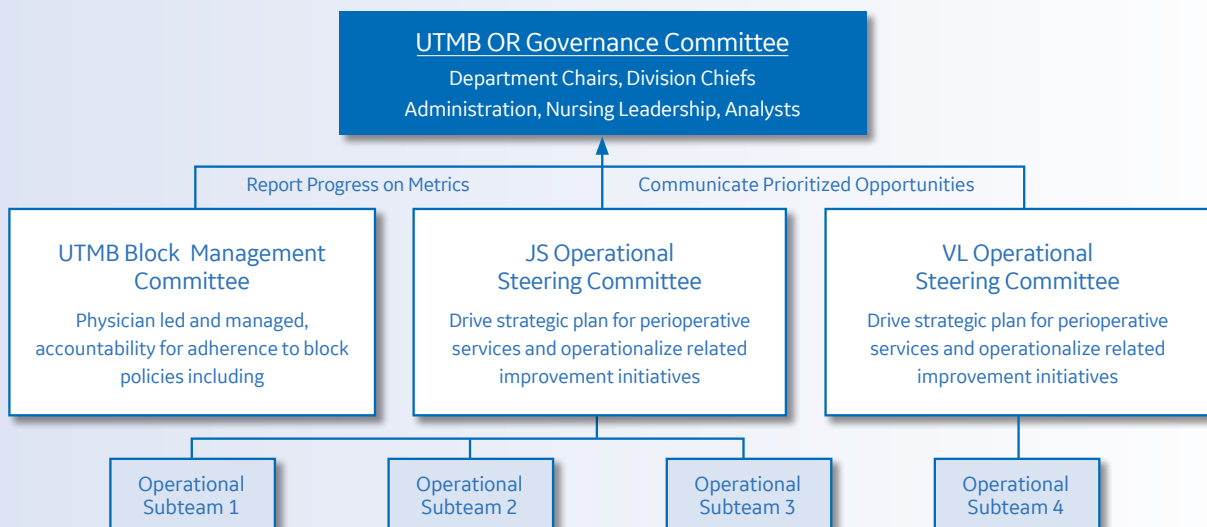 UTMB OR Governance Committee
Department Chairs, Division Chiefs
Administration, Nursing Leadership, Analysts
Report Progress on Metrics
Communicate Prioritized Opportunities
UTMB Block Management
Committee
Physician led and managed,
accountability for adherence to block
policies including
JS Operational
Steering Committee
Drive strategic plan for perioperative
services and operationalize related
improvement initiatives
VL Operational
Steering Committee
Drive strategic plan for perioperative
services and operationalize related
improvement initiatives
Operational
Subteam 1
Operational
Subteam 2
Operational
Subteam 3
Operational
Subteam 4